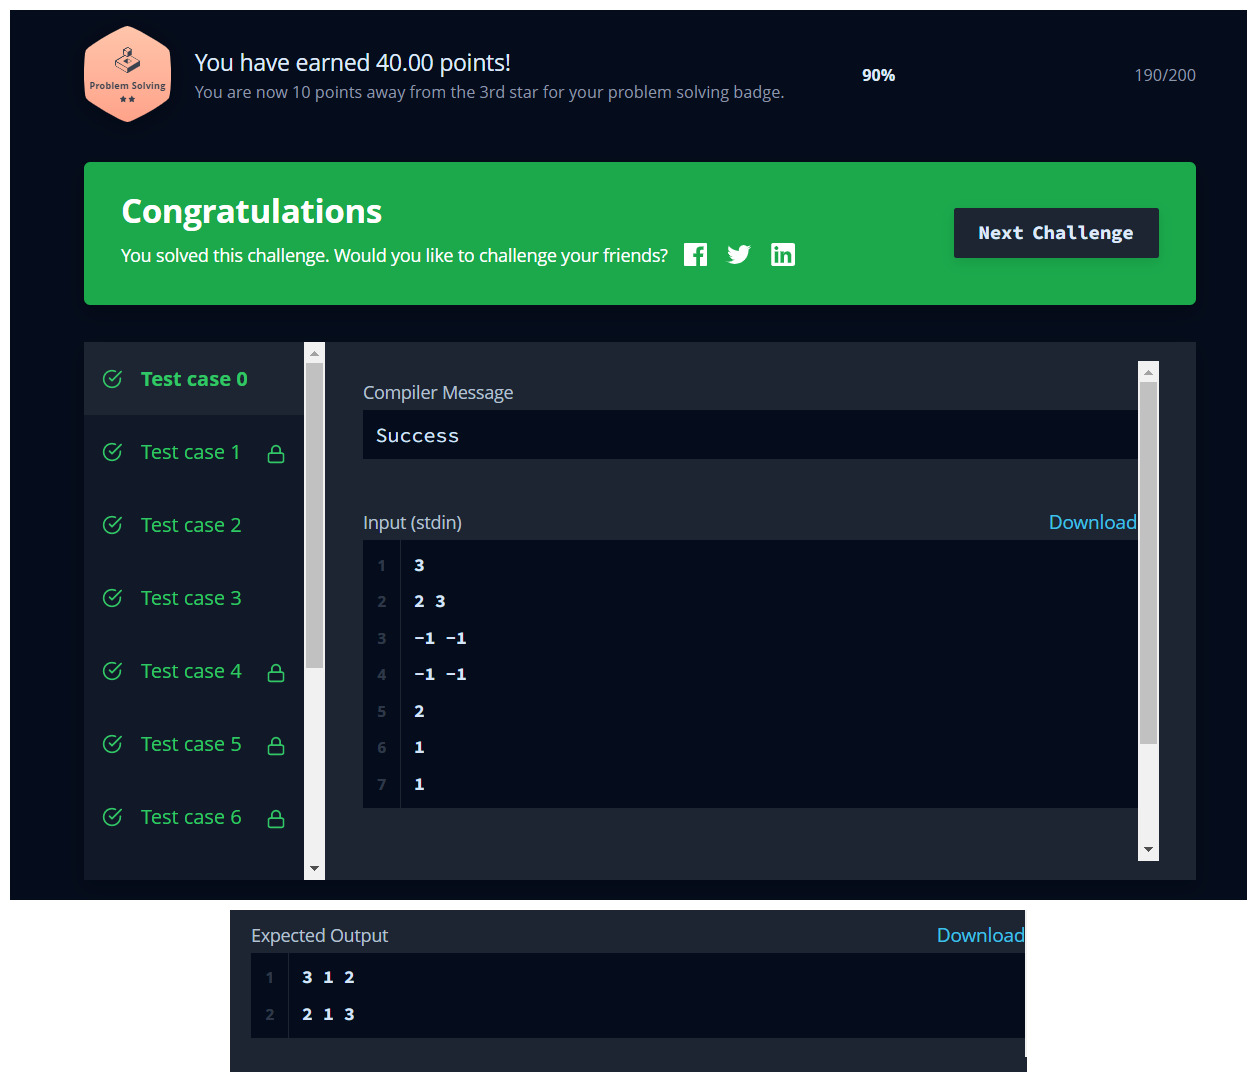 Problem Solving
You have earned 40.00 points!
You are now 10 points away from the 3rd star for your problem solving badge.
90%
190/200
Congratulations
You solved this challenge. Would you like to challenge your friends?
Next Challenge
Test case 0
Test case 1
Test case 2
Test case 3
Test case 4
Test case 5
Test case 6
Compiler Message
Success
Input (stdin)
Download
1 3
2 2 3
3 -1 -1
4 -1 -1
5 2
6 1
7 1
Expected Output
Download
1 3 1 2
2 2 1 3